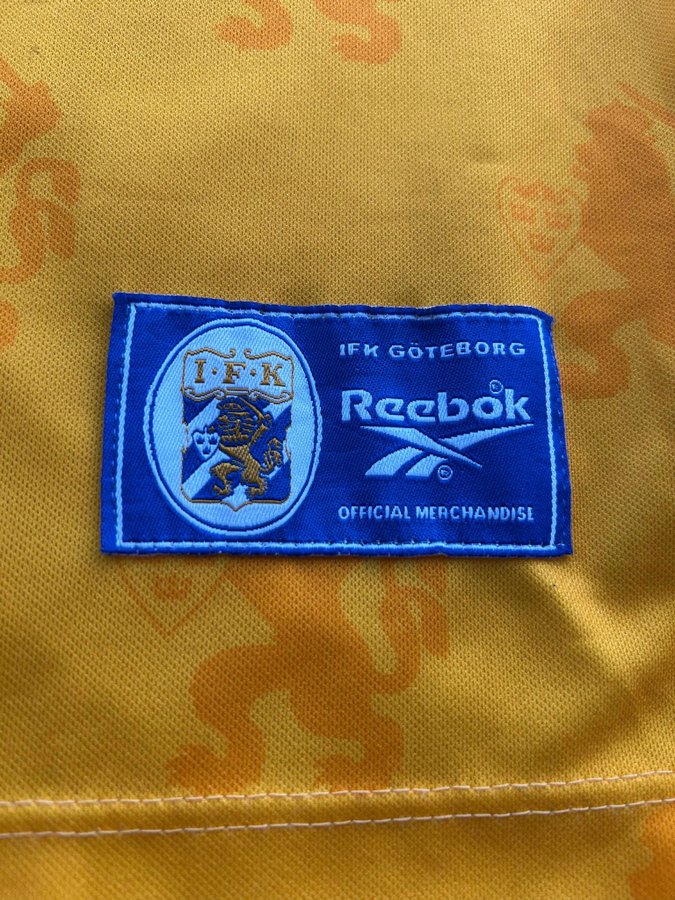 I·F·K
IFK GÖTEBORG
Reebok
OFFICIAL MERCHANDISE